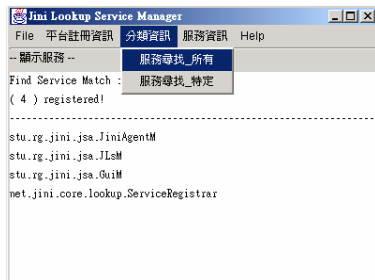 Jini Lookup Service Manager
File 平台註冊資訊 分類資訊 服務資訊 Help
-- 顯示服務 --
服務尋找_所有
Find Service Match :
服務尋找_特定
( 4 ) registered!
stu.rg.jini.jsa.JiniAgentM
stu.rg.jini.jsa.JLsM
stu.rg.jini.jsa.GuiM
net.jini.core.lookup.ServiceRegistrar